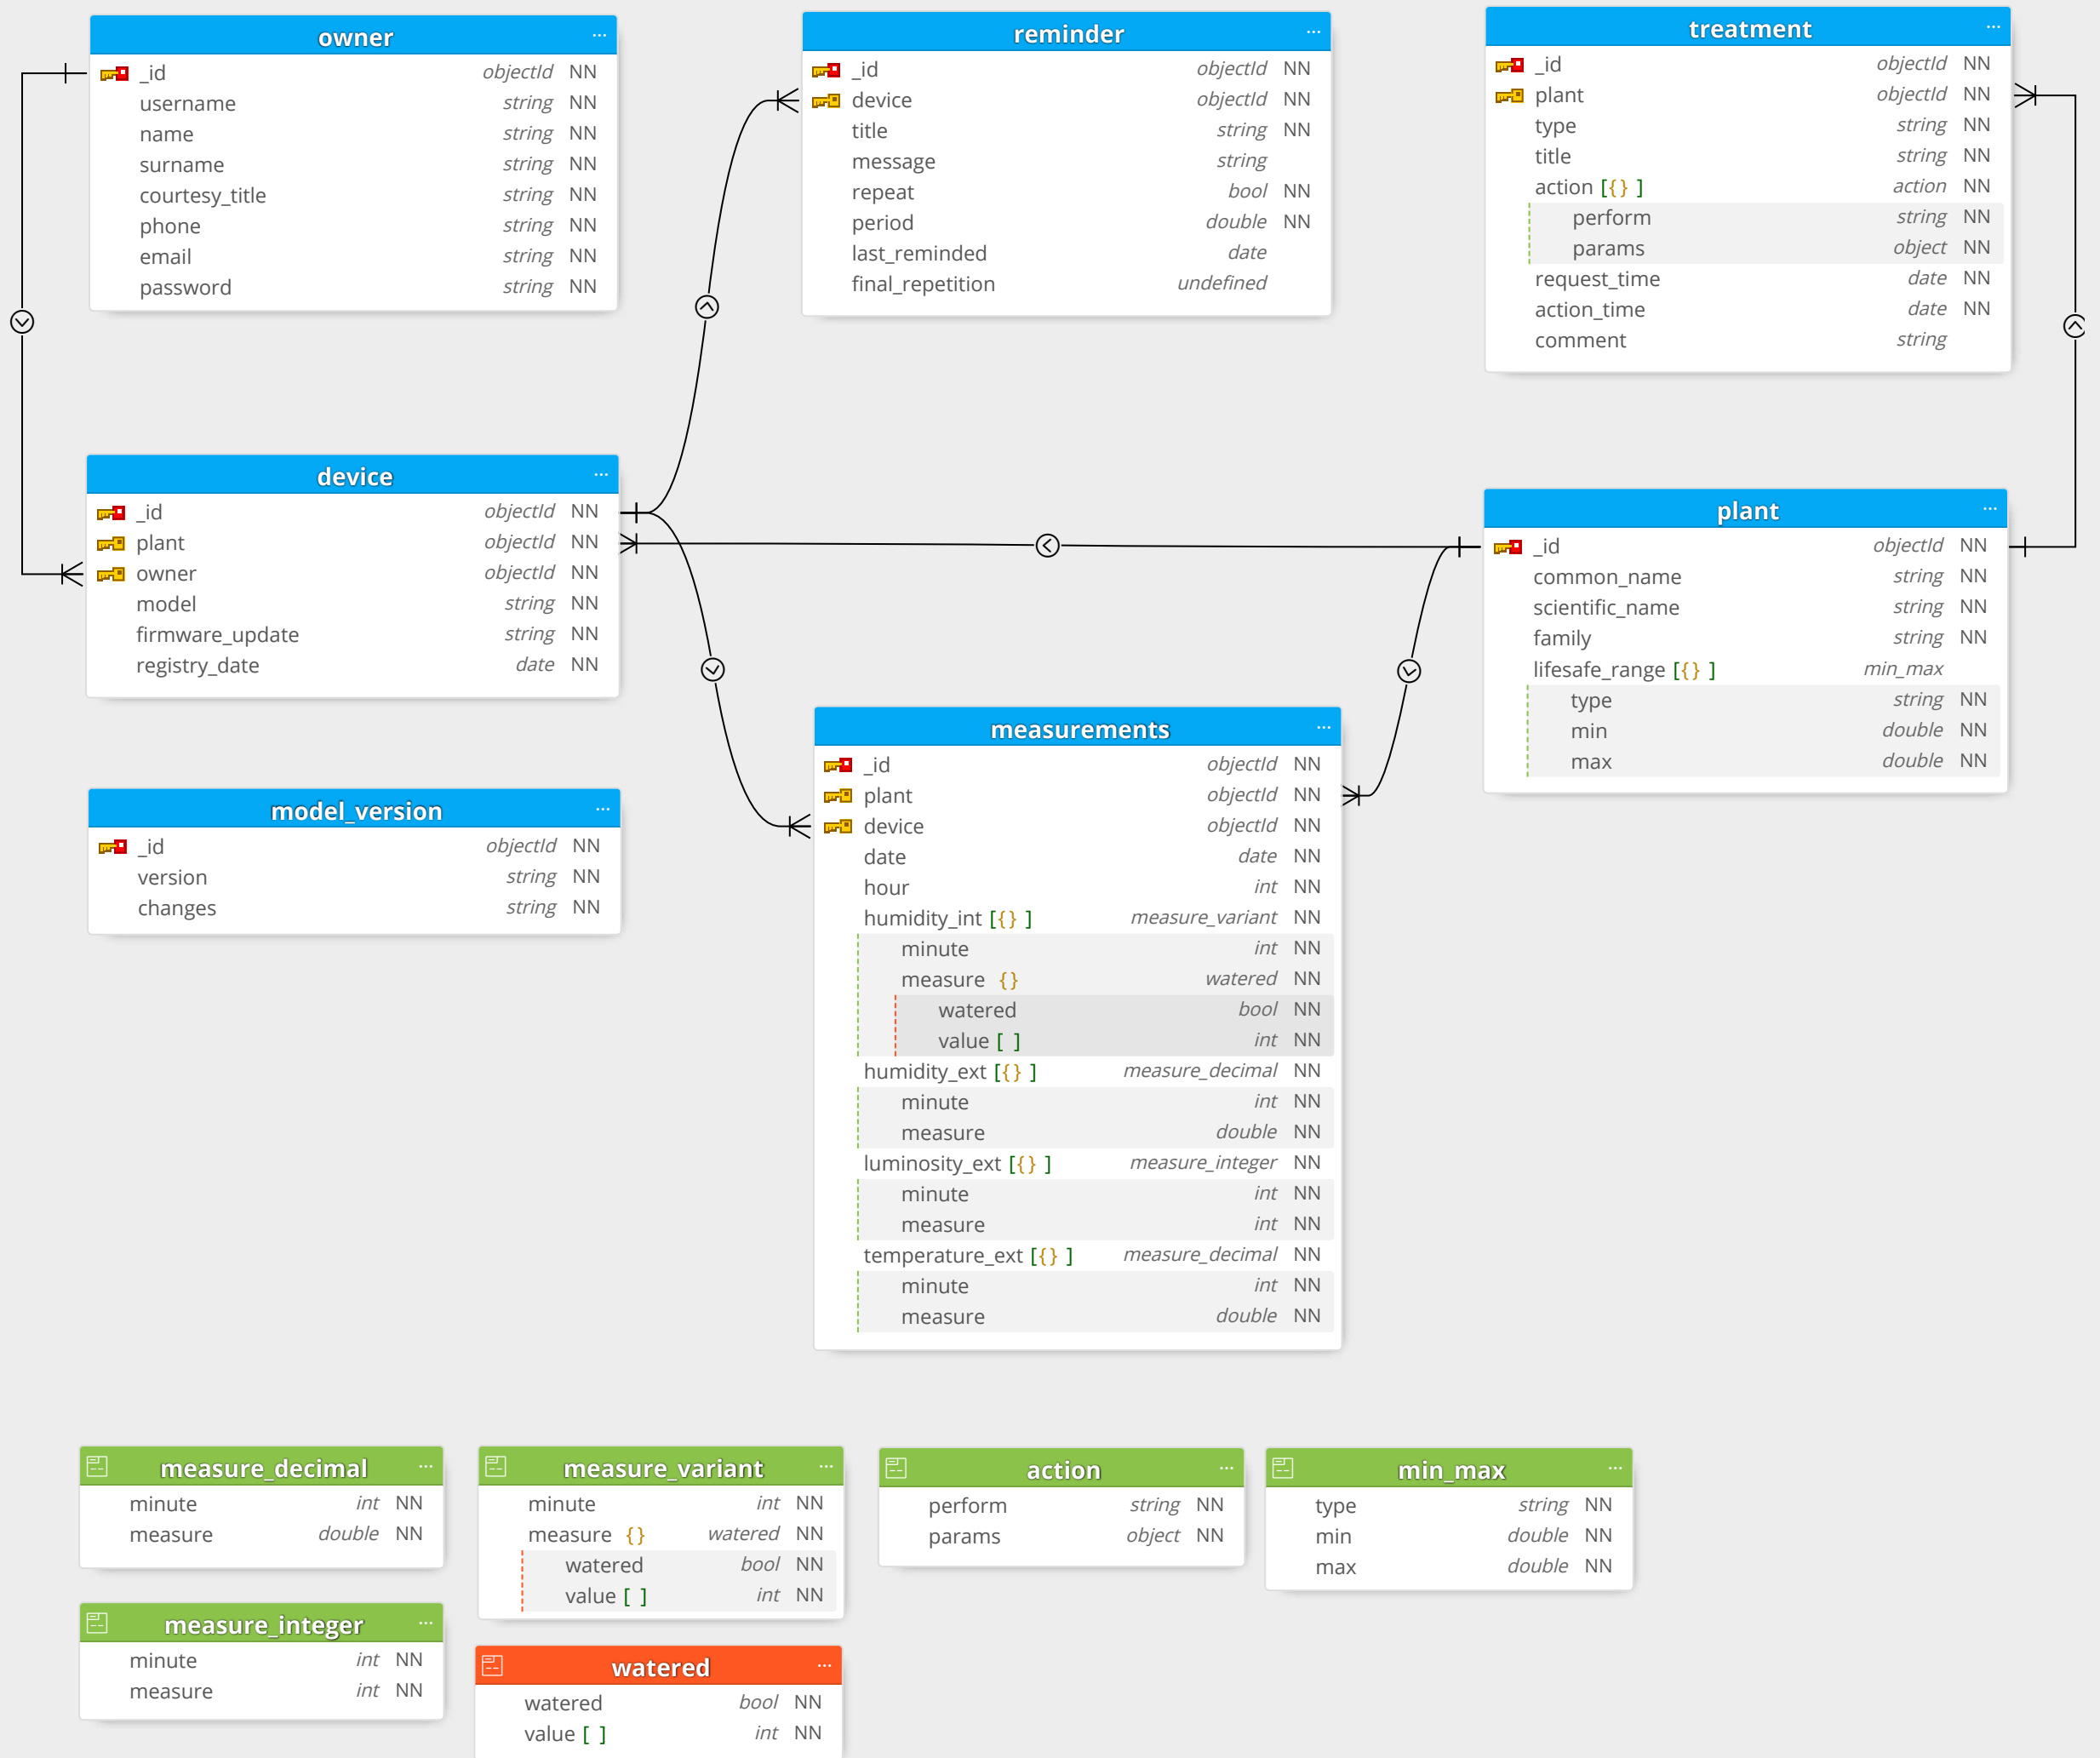 owner ...
_id objectId NN
username string NN
name string NN
surname string NN
courtesy_title string NN
phone string NN
email string NN
password string NN
reminder ...
_id objectId NN
device objectId NN
title string NN
message string
repeat bool NN
period double NN
last_reminded date
final_repetition undefined
treatment ...
_id objectId NN
plant objectId NN
type string NN
title string NN
action [{} ] action NN
perform string NN
params object NN
request_time date NN
action_time date NN
comment string
device ...
_id objectId NN
plant objectId NN
owner objectId NN
model string NN
firmware_update string NN
registry_date date NN
plant ...
_id objectId NN
common_name string NN
scientific_name string NN
family string NN
lifesafe_range [{} ] min_max
type string NN
min double NN
max double NN
model_version ...
_id objectId NN
version string NN
changes string NN
measurements ...
_id objectId NN
plant objectId NN
device objectId NN
date date NN
hour int NN
humidity_int [{} ] measure_variant NN
minute int NN
measure {} watered NN
watered bool NN
value [ ] int NN
humidity_ext [{} ] measure_decimal NN
minute int NN
measure double NN
luminosity_ext [{} ] measure_integer NN
minute int NN
measure int NN
temperature_ext [{} ] measure_decimal NN
minute int NN
measure double NN
measure_decimal ...
minute int NN
measure double NN
measure_variant ...
minute int NN
measure {} watered NN
watered bool NN
value [ ] int NN
action ...
perform string NN
params object NN
min_max ...
type string NN
min double NN
max double NN
measure_integer ...
minute int NN
measure int NN
watered ...
watered bool NN
value [ ] int NN